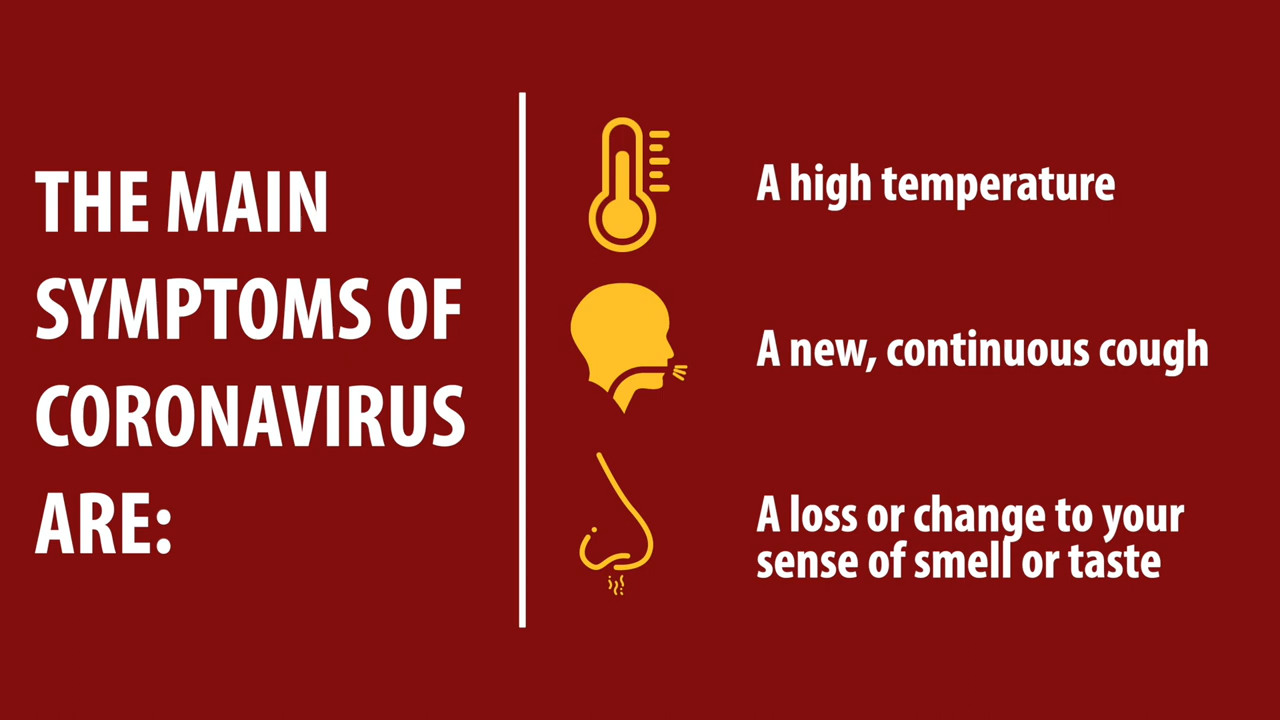 THE MAIN
SYMPTOMS OF
CORONAVIRUS
ARE:
A high temperature
A new, continuous cough
A loss or change to your
sense of smell or taste